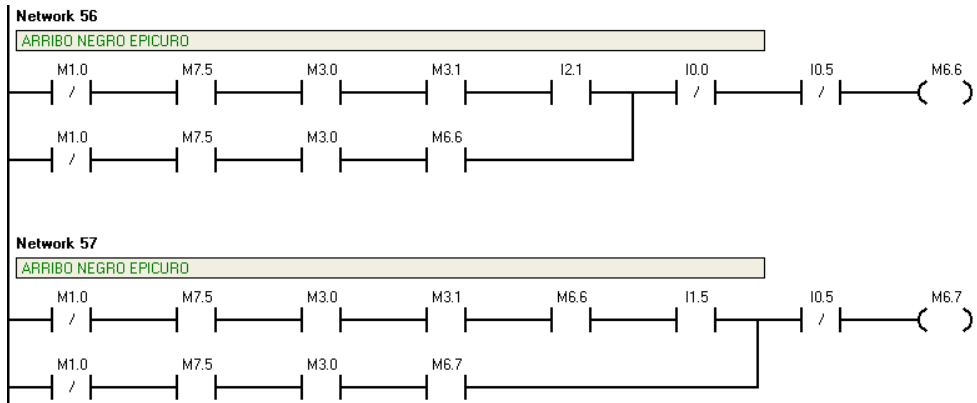 Network 56
ARRIBO NEGRO EPICURO
M1.0 M7.5 M3.0 M3.1 I2.1 I0.0 I0.5 M6.6
M1.0 M7.5 M3.0 M6.6
Network 57
ARRIBO NEGRO EPICURO
M1.0 M7.5 M3.0 M3.1 M6.6 I1.5 I0.5 M6.7
M1.0 M7.5 M3.0 M6.7